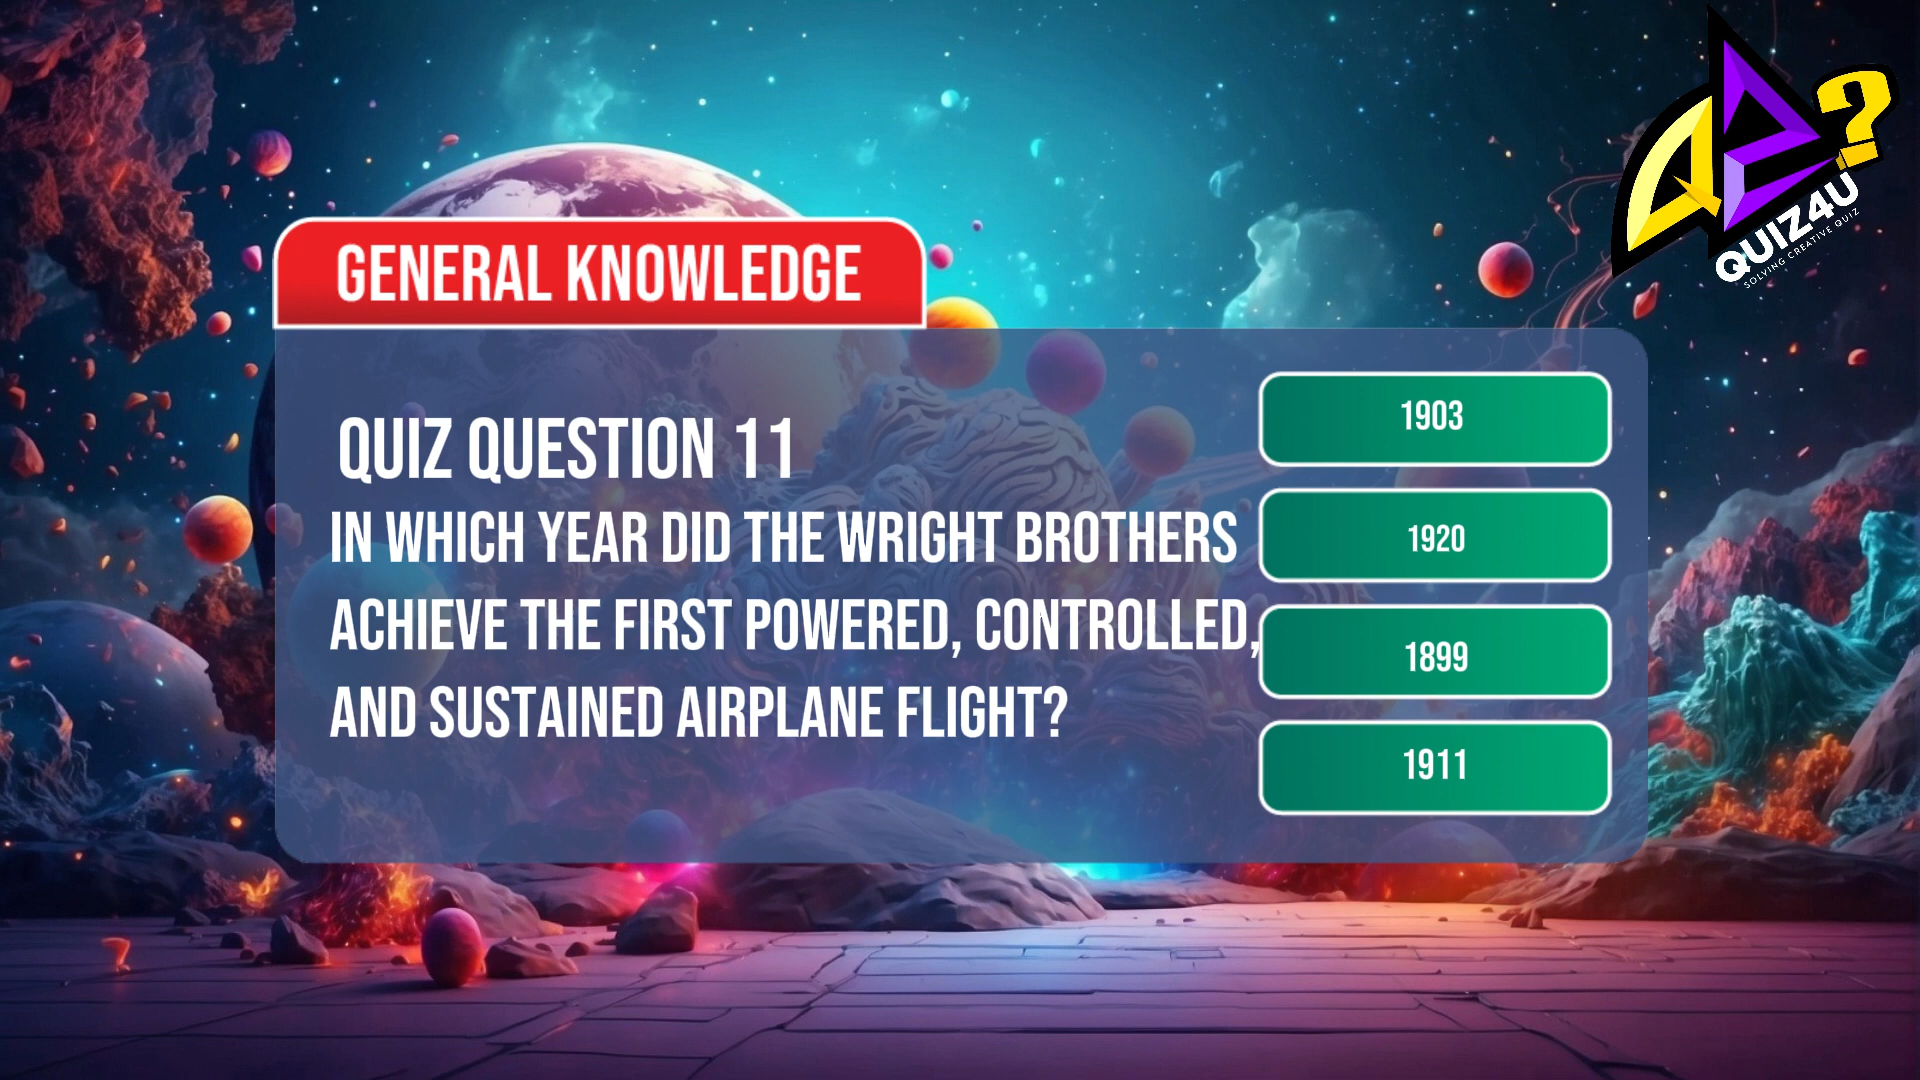 GENERAL KNOWLEDGE
QUIZ QUESTION 11
IN WHICH YEAR DID THE WRIGHT BROTHERS
ACHIEVE THE FIRST POWERED, CONTROLLED,
AND SUSTAINED AIRPLANE FLIGHT?
1903
1920
1899
1911
?
QUIZ4U
SOLVING CREATIVE QUIZ